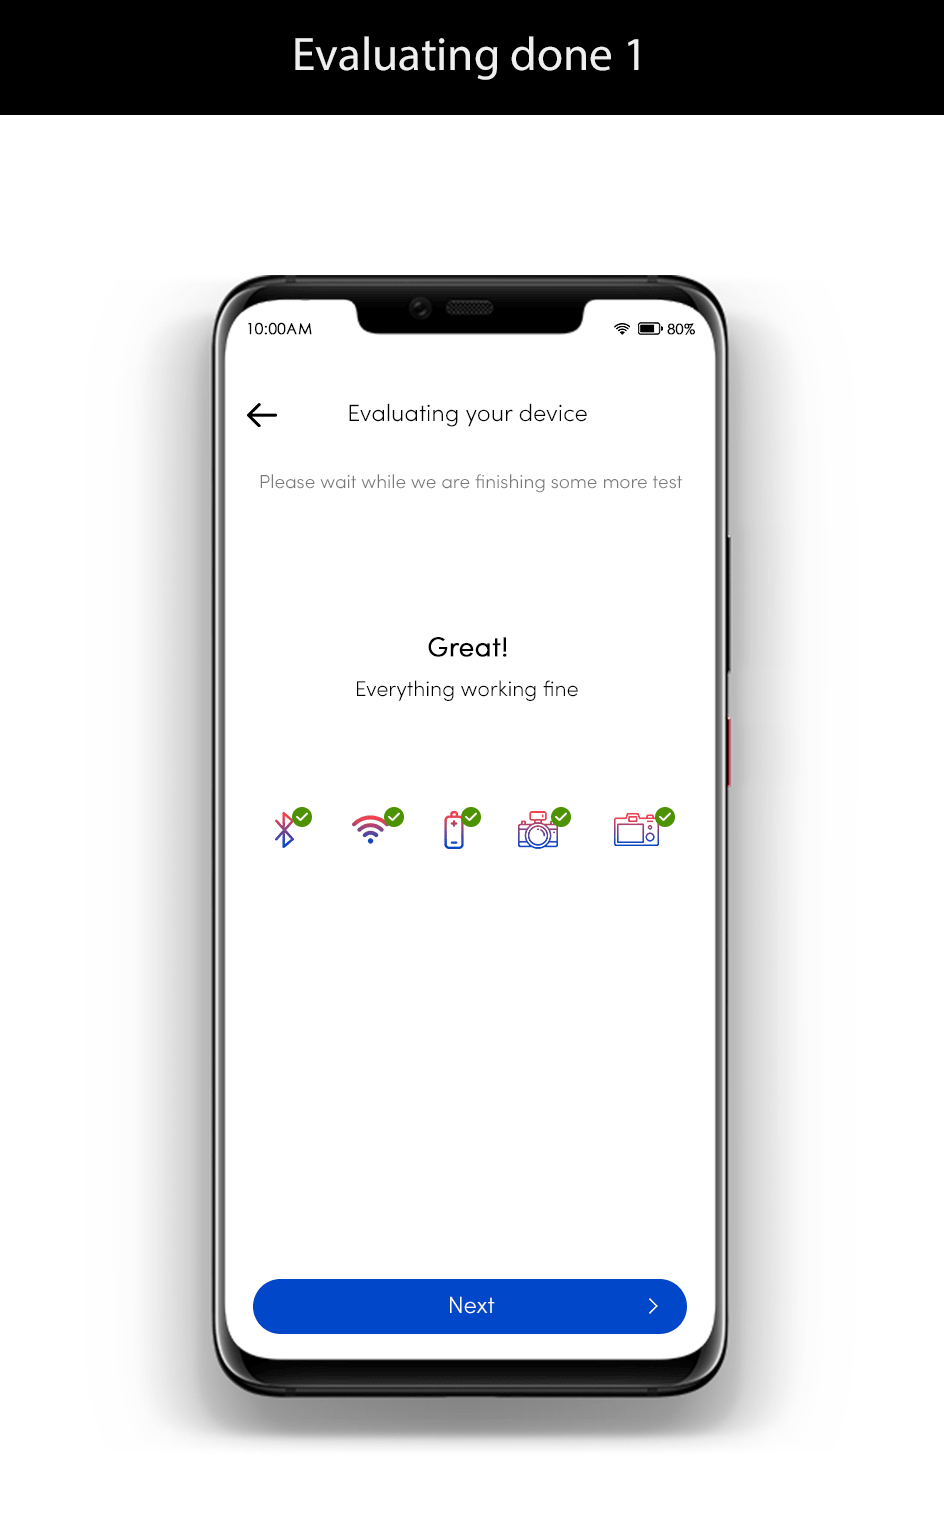 Evaluating done 1
10:00AM
80%
Evaluating your device
Please wait while we are finishing some more test
Great!
Everything working fine
Next